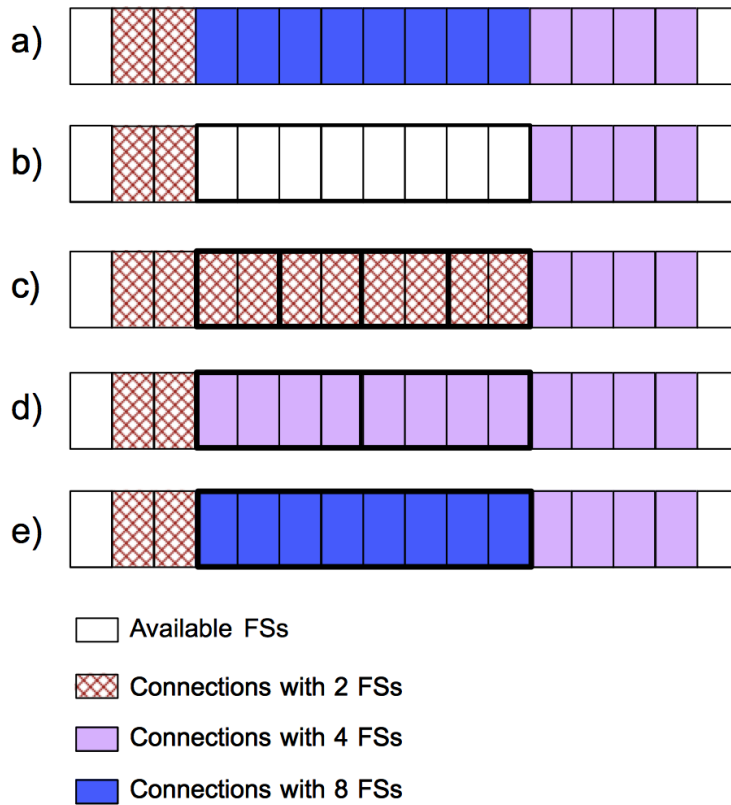 a)
b)
c)
d)
e)
Available FSs
Connections with 2 FSs
Connections with 4 FSs
Connections with 8 FSs